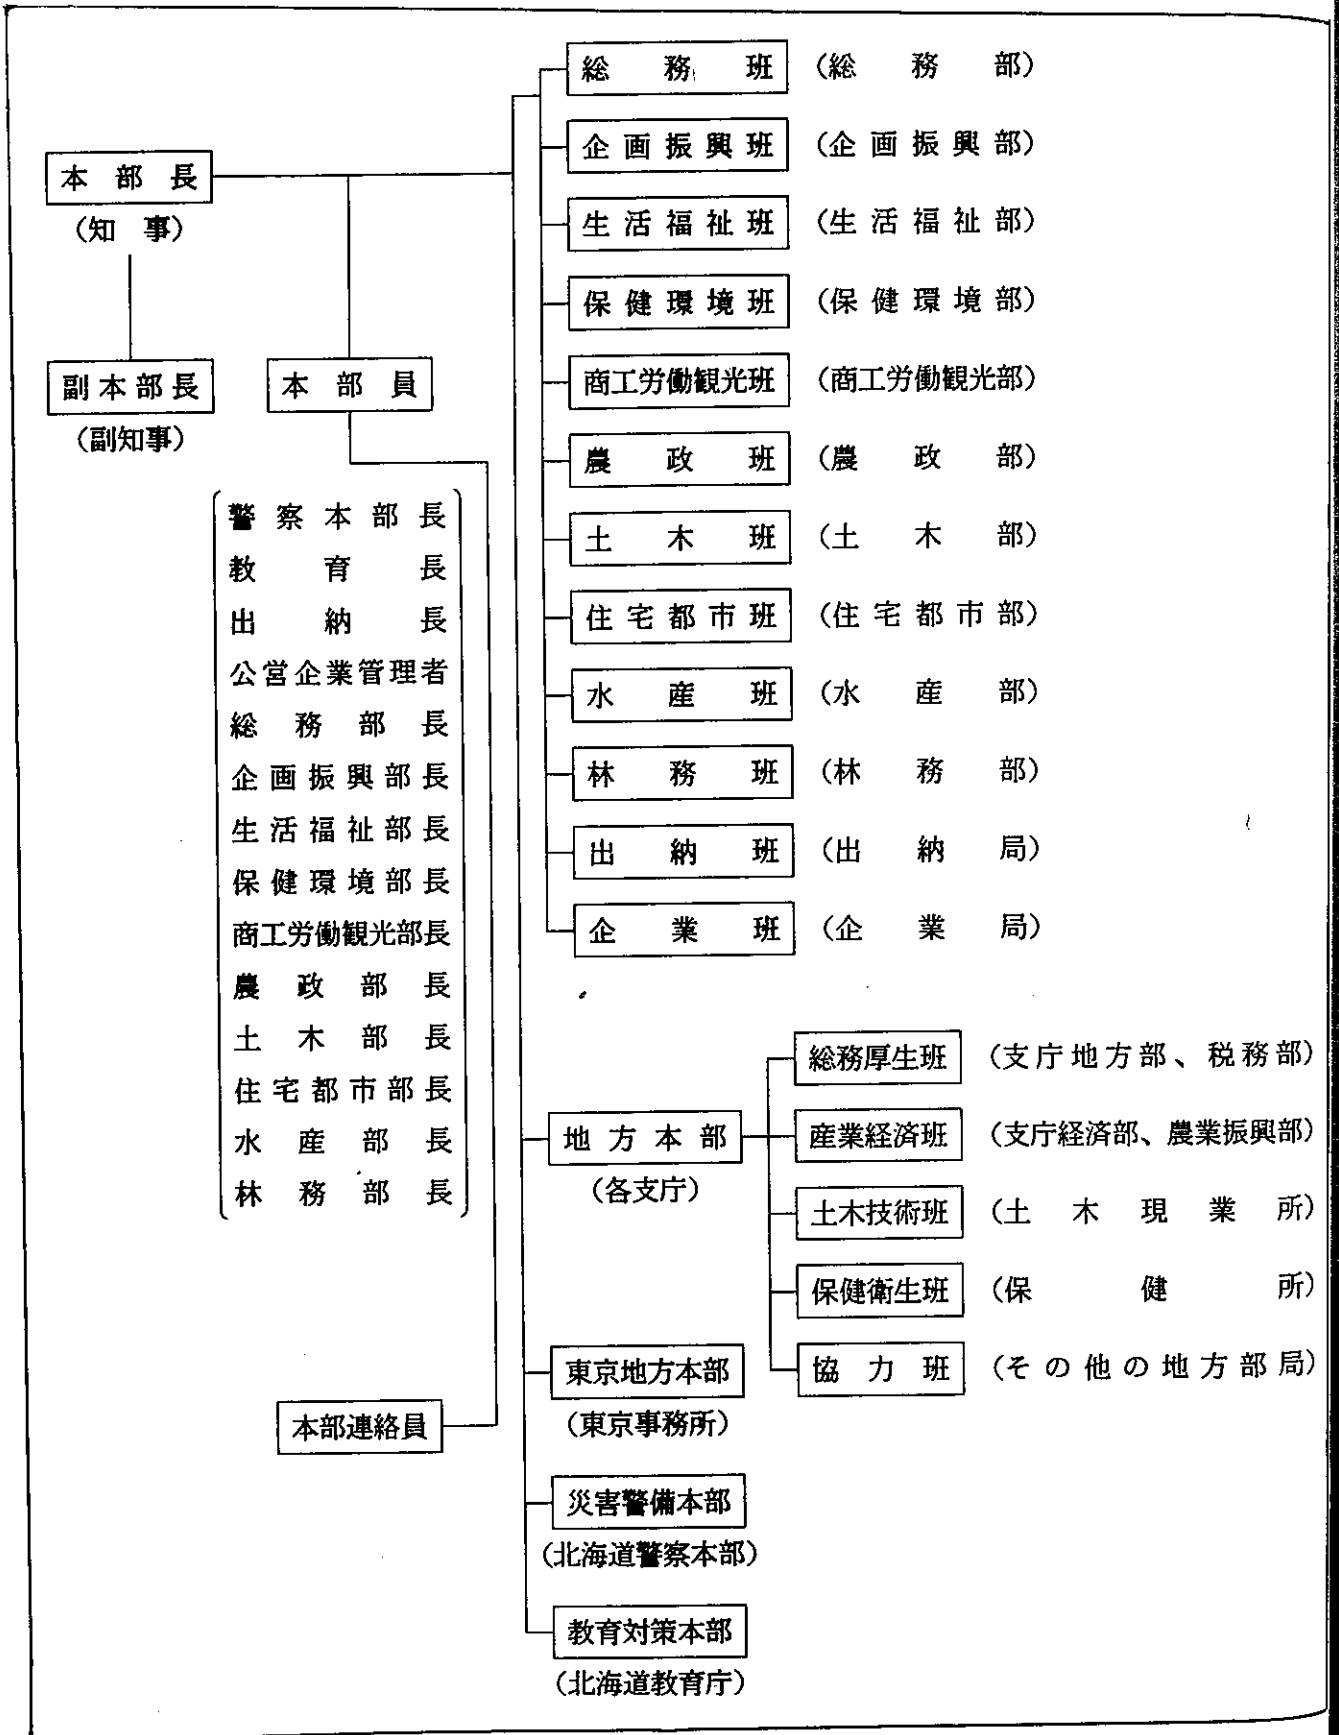 本部長
(知事)
副本部長
(副知事)
本部員
警察本部長
教育長
出納長
公営企業管理者
総務部長
企画振興部長
生活福祉部長
保健環境部長
商工労働観光部長
農政部長
土木部長
住宅都市部長
水産部長
林務部長
本部連絡員
総務班 (総務部)
企画振興班 (企画振興部)
生活福祉班 (生活福祉部)
保健環境班 (保健環境部)
商工労働観光班 (商工労働観光部)
農政班 (農政部)
土木班 (土木部)
住宅都市班 (住宅都市部)
水産班 (水産部)
林務班 (林務部)
出納班 (出納局)
企業班 (企業局)
地方本部
(各支庁)
総務厚生班 (支庁地方部、税務部)
産業経済班 (支庁経済部、農業振興部)
土木技術班 (土木現業所)
保健衛生班 (保健所)
協力班 (その他の地方部局)
東京地方本部
(東京事務所)
災害警備本部
(北海道警察本部)
教育対策本部
(北海道教育庁)